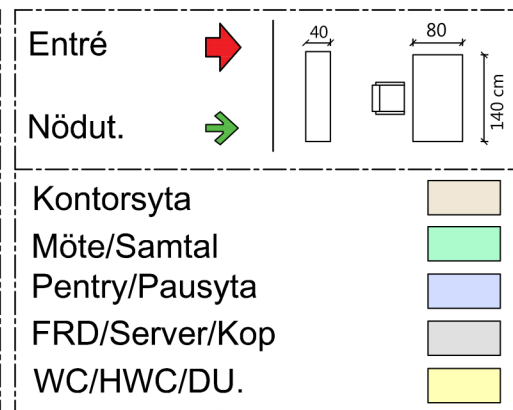 Entré
40
80
140 cm
Nödut.
Kontorsyta
Möte/Samtal
Pentry/Pausyta
FRD/Server/Kop
WC/HWC/DU.